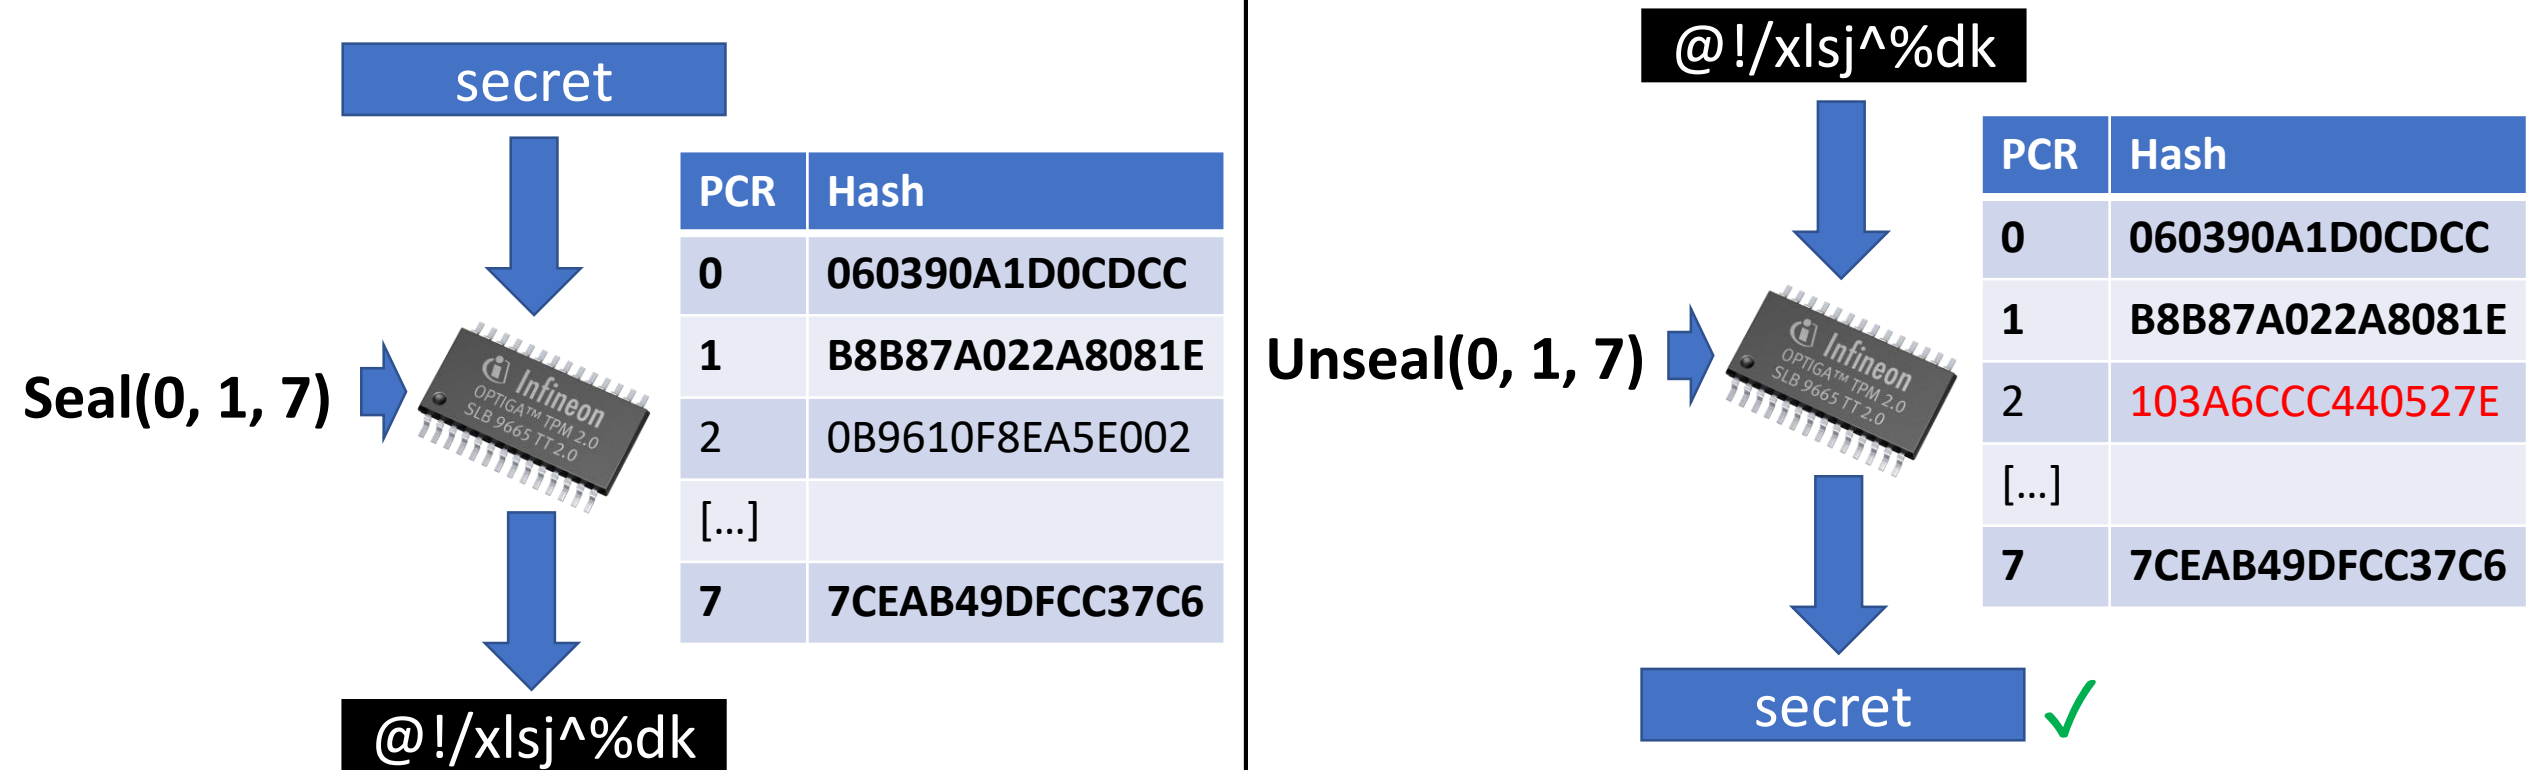 secret
PCR Hash
0 060390A1D0CDCC
1 B8B87A022A8081E
2 0B9610F8EA5E002
[...]
7 7CEAB49DFCC37C6
Seal(0, 1, 7)
Infineon
OPTIGA™ TPM 2.0
SLB 9665 TT 2.0
@!/xlsj^%dk
@!/xlsj^%dk
PCR Hash
0 060390A1D0CDCC
1 B8B87A022A8081E
2 103A6CCC440527E
[...]
7 7CEAB49DFCC37C6
Unseal(0, 1, 7)
Infineon
OPTIGA™ TPM 2.0
SLB 9665 TT 2.0
secret ✓